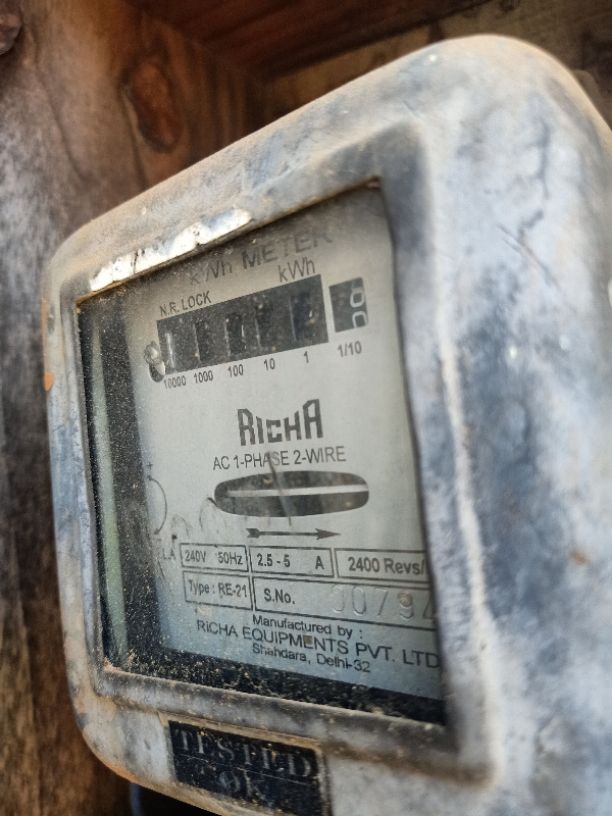 kWh METER
kWh
N.R. LOCK
10000 1000 100 10 1 1/10
RICHA
AC 1-PHASE 2-WIRE
240V 50Hz 2.5 - 5 A 2400 Revs/
Type : RE-21 S.No. 00794
Manufactured by :
RICHA EQUIPMENTS PVT. LTD
Shahdara, Delhi-32
TESTED
OK